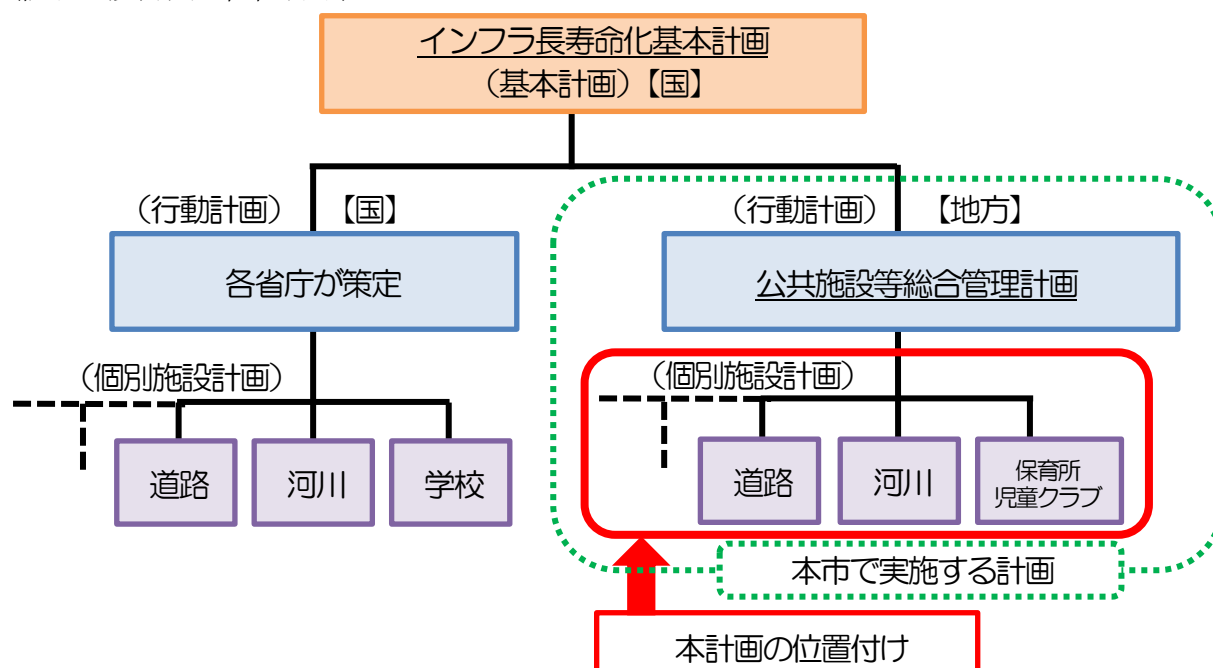 インフラ長寿命化基本計画
(基本計画)【国】
(行動計画) 【国】
(行動計画) 【地方】
各省庁が策定
公共施設等総合管理計画
(個別施設計画)
(個別施設計画)
道路
河川
学校
道路
河川
保育所
児童クラブ
本市で実施する計画
本計画の位置付け